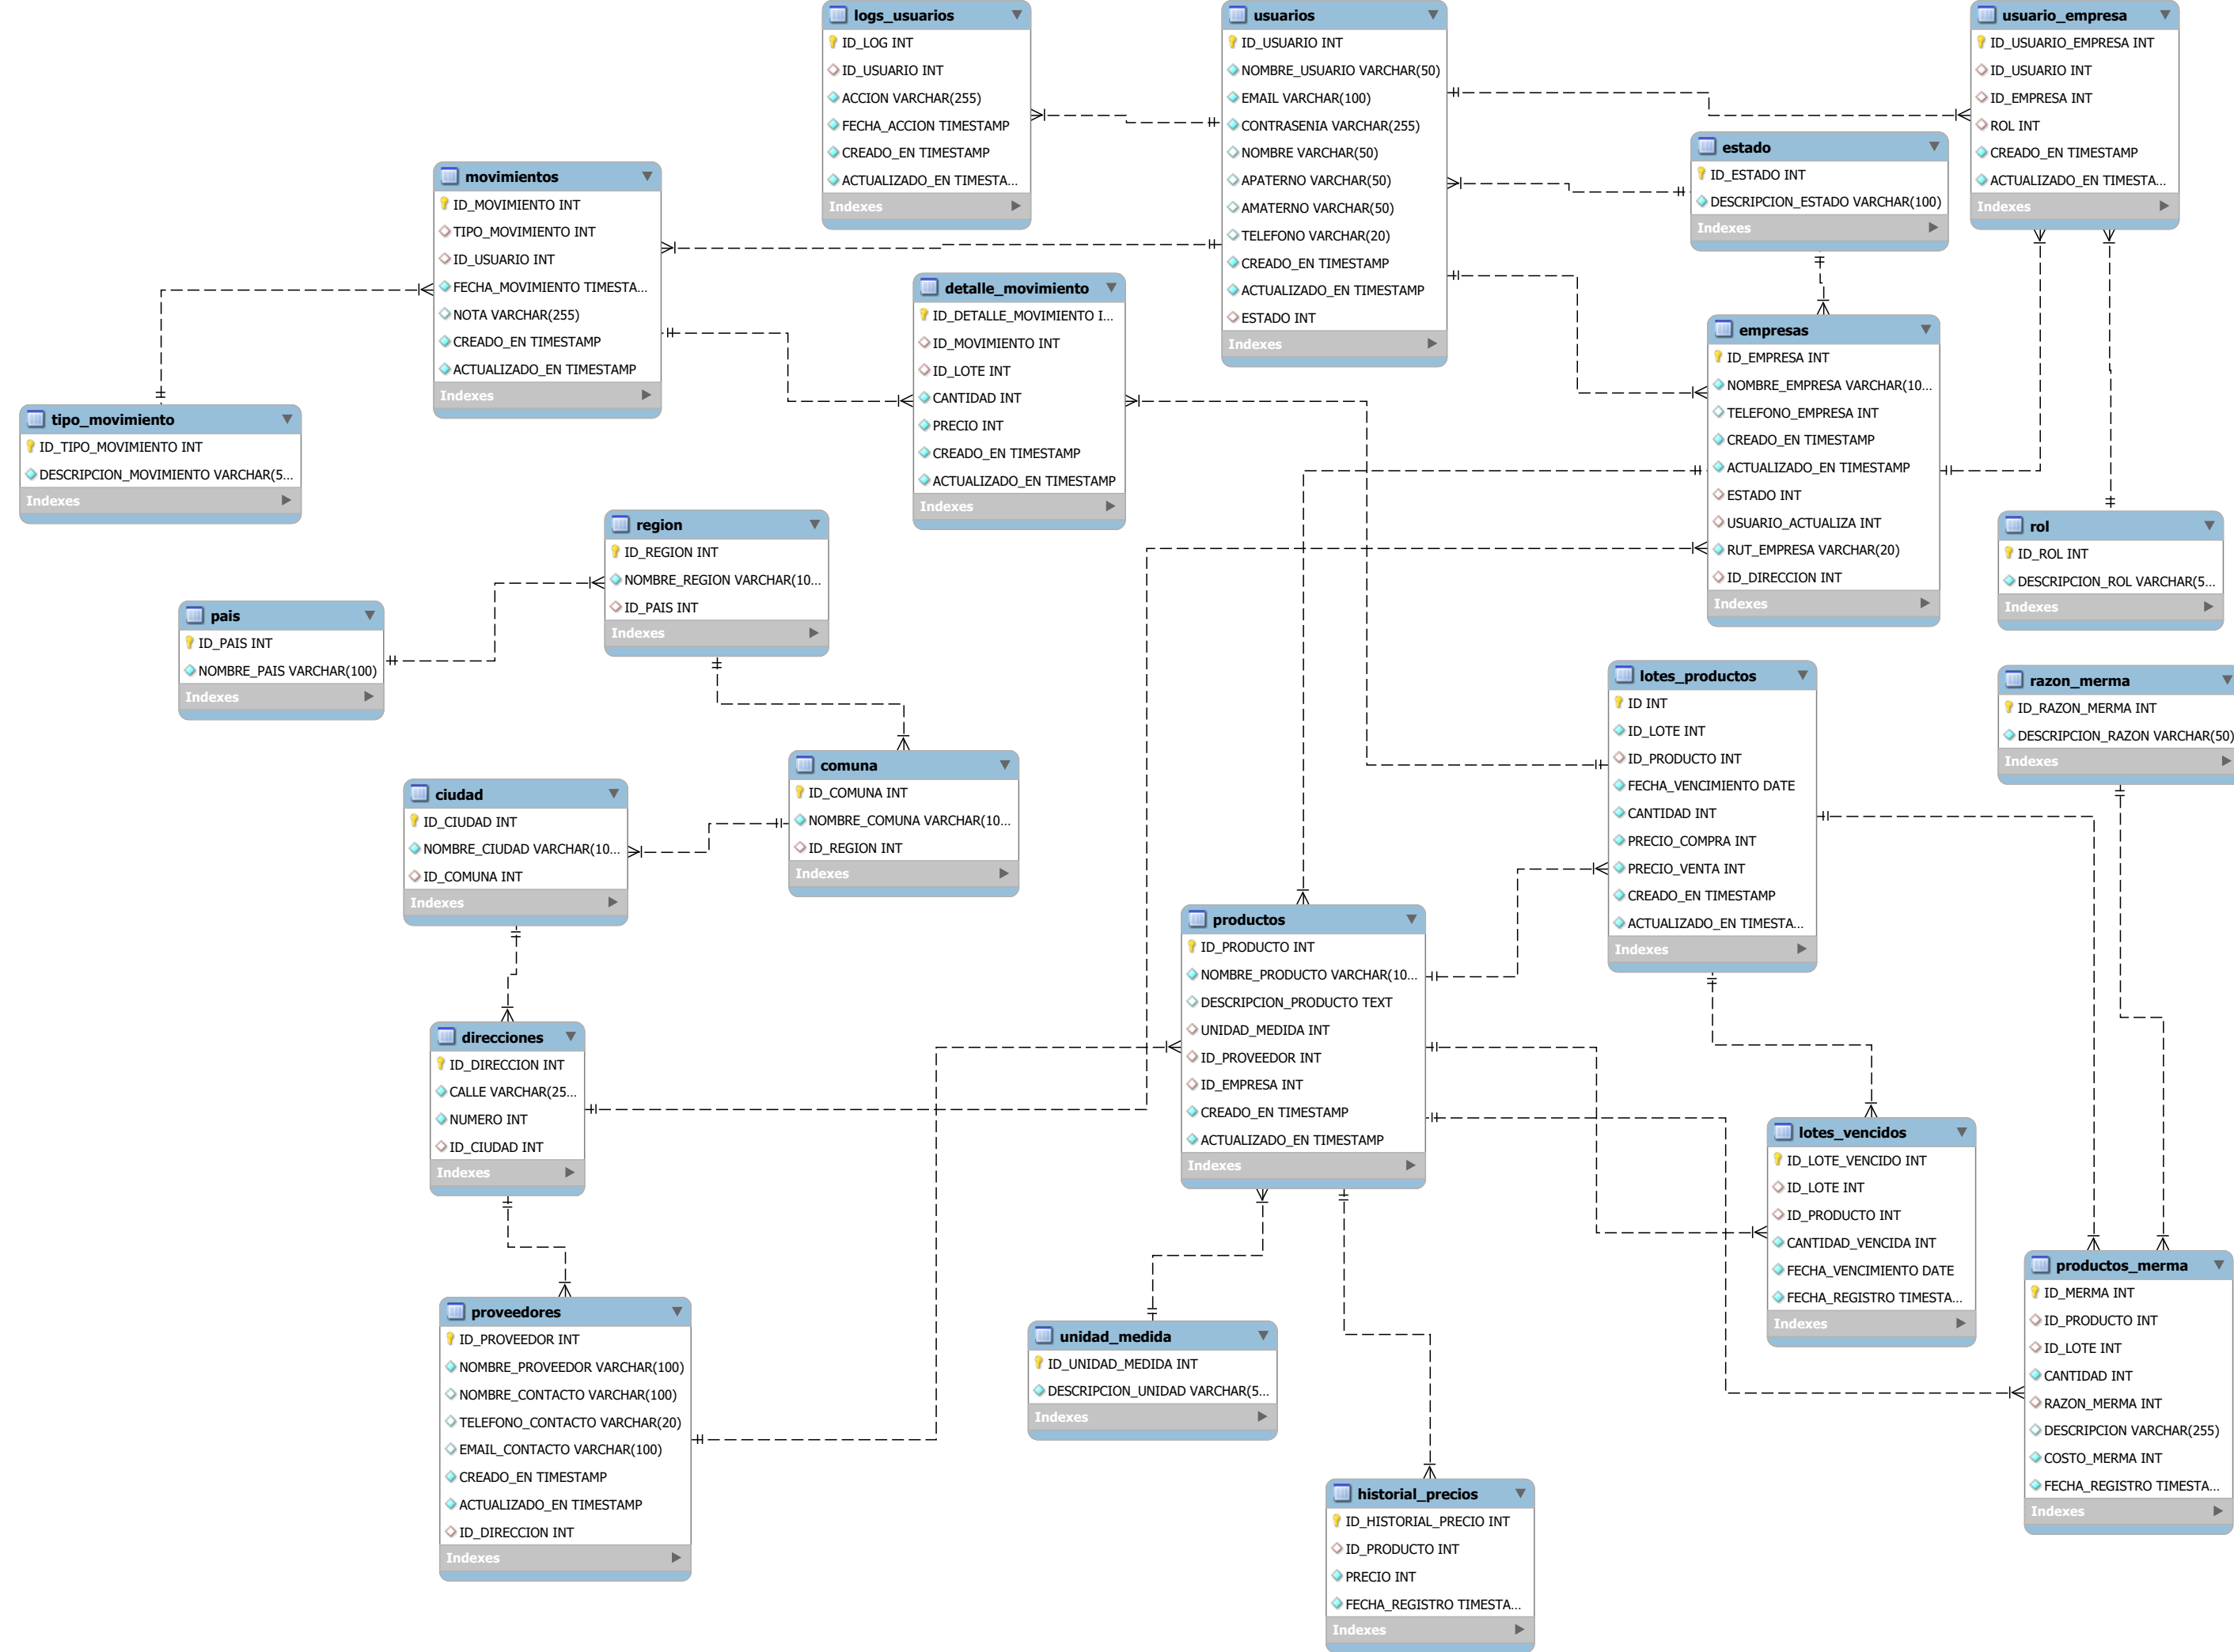 logs_usuarios
ID_LOG INT
ID_USUARIO INT
ACCION VARCHAR(255)
FECHA_ACCION TIMESTAMP
CREADO_EN TIMESTAMP
ACTUALIZADO_EN TIMESTA...
Indexes
usuarios
ID_USUARIO INT
NOMBRE_USUARIO VARCHAR(50)
EMAIL VARCHAR(100)
CONTRASENIA VARCHAR(255)
NOMBRE VARCHAR(50)
APATERNO VARCHAR(50)
AMATERNO VARCHAR(50)
TELEFONO VARCHAR(20)
CREADO_EN TIMESTAMP
ACTUALIZADO_EN TIMESTAMP
ESTADO INT
Indexes
usuario_empresa
ID_USUARIO_EMPRESA INT
ID_USUARIO INT
ID_EMPRESA INT
ROL INT
CREADO_EN TIMESTAMP
ACTUALIZADO_EN TIMESTA...
Indexes
estado
ID_ESTADO INT
DESCRIPCION_ESTADO VARCHAR(100)
Indexes
movimientos
ID_MOVIMIENTO INT
TIPO_MOVIMIENTO INT
ID_USUARIO INT
FECHA_MOVIMIENTO TIMESTA...
NOTA VARCHAR(255)
CREADO_EN TIMESTAMP
ACTUALIZADO_EN TIMESTAMP
Indexes
detalle_movimiento
ID_DETALLE_MOVIMIENTO I...
ID_MOVIMIENTO INT
ID_LOTE INT
CANTIDAD INT
PRECIO INT
CREADO_EN TIMESTAMP
ACTUALIZADO_EN TIMESTAMP
Indexes
empresas
ID_EMPRESA INT
NOMBRE_EMPRESA VARCHAR(10...
TELEFONO_EMPRESA INT
CREADO_EN TIMESTAMP
ACTUALIZADO_EN TIMESTAMP
ESTADO INT
USUARIO_ACTUALIZA INT
RUT_EMPRESA VARCHAR(20)
ID_DIRECCION INT
Indexes
tipo_movimiento
ID_TIPO_MOVIMIENTO INT
DESCRIPCION_MOVIMIENTO VARCHAR(5...
Indexes
region
ID_REGION INT
NOMBRE_REGION VARCHAR(10...
ID_PAIS INT
Indexes
rol
ID_ROL INT
DESCRIPCION_ROL VARCHAR(5...
Indexes
pais
ID_PAIS INT
NOMBRE_PAIS VARCHAR(100)
Indexes
lotes_productos
ID INT
ID_LOTE INT
ID_PRODUCTO INT
FECHA_VENCIMIENTO DATE
CANTIDAD INT
PRECIO_COMPRA INT
PRECIO_VENTA INT
CREADO_EN TIMESTAMP
ACTUALIZADO_EN TIMESTA...
Indexes
razon_merma
ID_RAZON_MERMA INT
DESCRIPCION_RAZON VARCHAR(50)
Indexes
comuna
ID_COMUNA INT
NOMBRE_COMUNA VARCHAR(10...
ID_REGION INT
Indexes
ciudad
ID_CIUDAD INT
NOMBRE_CIUDAD VARCHAR(10...
ID_COMUNA INT
Indexes
productos
ID_PRODUCTO INT
NOMBRE_PRODUCTO VARCHAR(10...
DESCRIPCION_PRODUCTO TEXT
UNIDAD_MEDIDA INT
ID_PROVEEDOR INT
ID_EMPRESA INT
CREADO_EN TIMESTAMP
ACTUALIZADO_EN TIMESTAMP
Indexes
direcciones
ID_DIRECCION INT
CALLE VARCHAR(25...
NUMERO INT
ID_CIUDAD INT
Indexes
lotes_vencidos
ID_LOTE_VENCIDO INT
ID_LOTE INT
ID_PRODUCTO INT
CANTIDAD_VENCIDA INT
FECHA_VENCIMIENTO DATE
FECHA_REGISTRO TIMESTA...
Indexes
productos_merma
ID_MERMA INT
ID_PRODUCTO INT
ID_LOTE INT
CANTIDAD INT
RAZON_MERMA INT
DESCRIPCION VARCHAR(255)
COSTO_MERMA INT
FECHA_REGISTRO TIMESTA...
Indexes
proveedores
ID_PROVEEDOR INT
NOMBRE_PROVEEDOR VARCHAR(100)
NOMBRE_CONTACTO VARCHAR(100)
TELEFONO_CONTACTO VARCHAR(20)
EMAIL_CONTACTO VARCHAR(100)
CREADO_EN TIMESTAMP
ACTUALIZADO_EN TIMESTAMP
ID_DIRECCION INT
Indexes
unidad_medida
ID_UNIDAD_MEDIDA INT
DESCRIPCION_UNIDAD VARCHAR(5...
Indexes
historial_precios
ID_HISTORIAL_PRECIO INT
ID_PRODUCTO INT
PRECIO INT
FECHA_REGISTRO TIMESTA...
Indexes